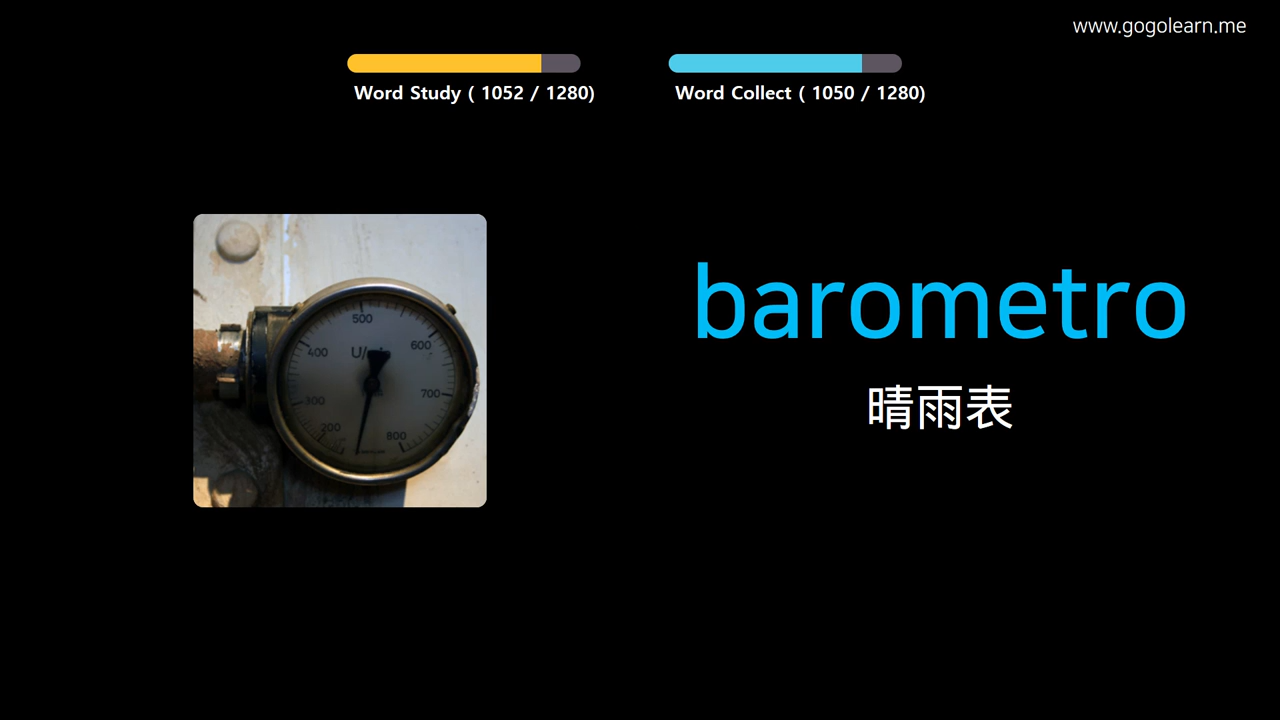 www.gogolearn.me
Word Study ( 1052 / 1280)
Word Collect ( 1050 / 1280)
500
400
600
300
700
200
800
barometro
晴雨表